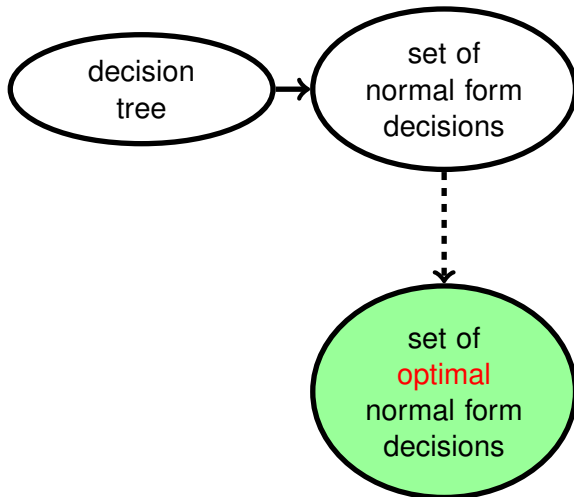 decision
tree
set of
normal form
decisions
set of
optimal
normal form
decisions